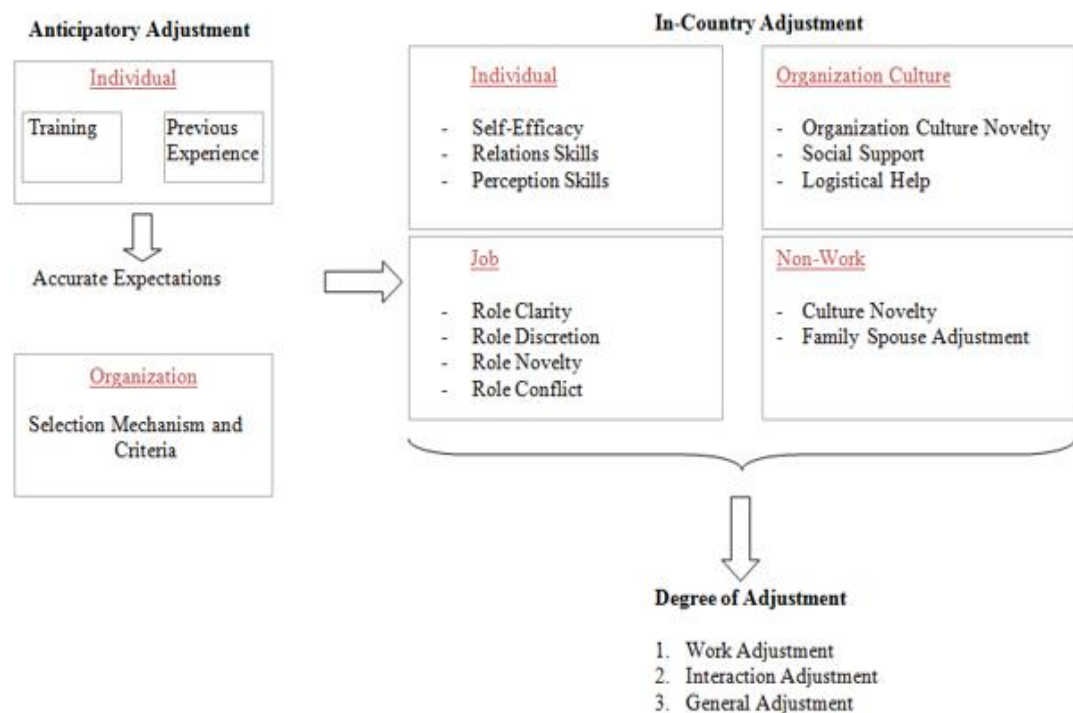 Anticipatory Adjustment
Individual
Training
Previous
Experience
Accurate Expectations
Organization
Selection Mechanism and
Criteria
In-Country Adjustment
Individual
- Self-Efficacy
- Relations Skills
- Perception Skills
Organization Culture
- Organization Culture Novelty
- Social Support
- Logistical Help
Job
- Role Clarity
- Role Discretion
- Role Novelty
- Role Conflict
Non-Work
- Culture Novelty
- Family Spouse Adjustment
Degree of Adjustment
1. Work Adjustment
2. Interaction Adjustment
3. General Adjustment